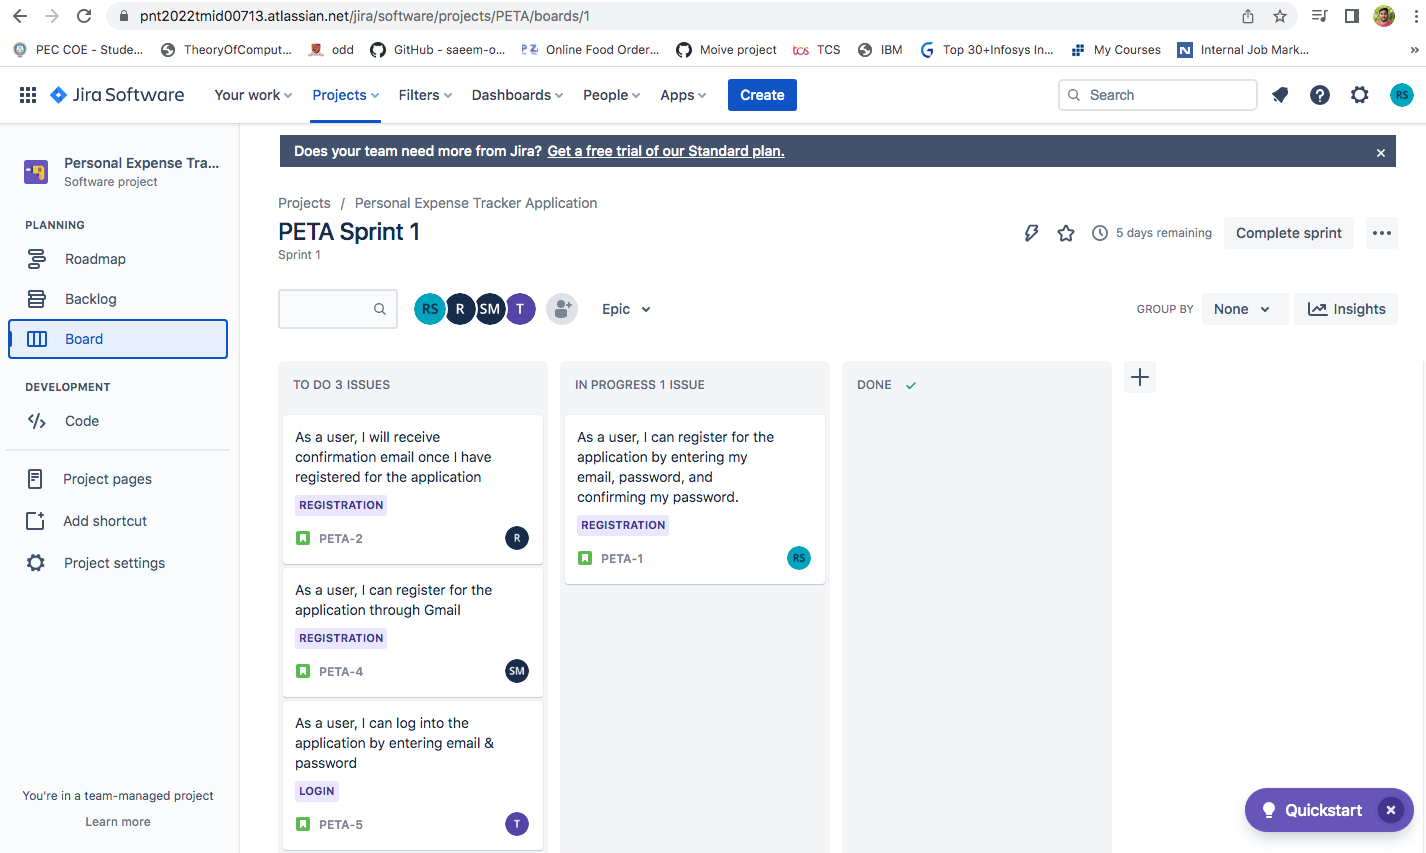 pnt2022tmid00713.atlassian.net/jira/software/projects/PETA/boards/1
PEC COE - Stude...
TheoryOfComput...
odd
GitHub - saeem-o...
PZ
Online Food Order...
Moive project
tcs
TCS
IBM
G
Top 30+Infosys In...
My Courses
N
Internal Job Mark...
»
Jira Software
Your work
Projects
Filters
Dashboards
People
Apps
Create
Search
RS
Personal Expense Tra...
Software project
PLANNING
Roadmap
Backlog
Board
DEVELOPMENT
Code
Project pages
Add shortcut
Project settings
You're in a team-managed project
Learn more
Does your team need more from Jira? Get a free trial of our Standard plan.
Projects / Personal Expense Tracker Application
PETA Sprint 1
Sprint 1
5 days remaining
Complete sprint
RS
R
SM
T
Epic
GROUP BY
None
Insights
TO DO 3 ISSUES
As a user, I will receive
confirmation email once I have
registered for the application
REGISTRATION
PETA-2
R
As a user, I can register for the
application through Gmail
REGISTRATION
PETA-4
SM
As a user, I can log into the
application by entering email &
password
LOGIN
PETA-5
T
IN PROGRESS 1 ISSUE
As a user, I can register for the
application by entering my
email, password, and
confirming my password.
REGISTRATION
PETA-1
RS
DONE
Quickstart